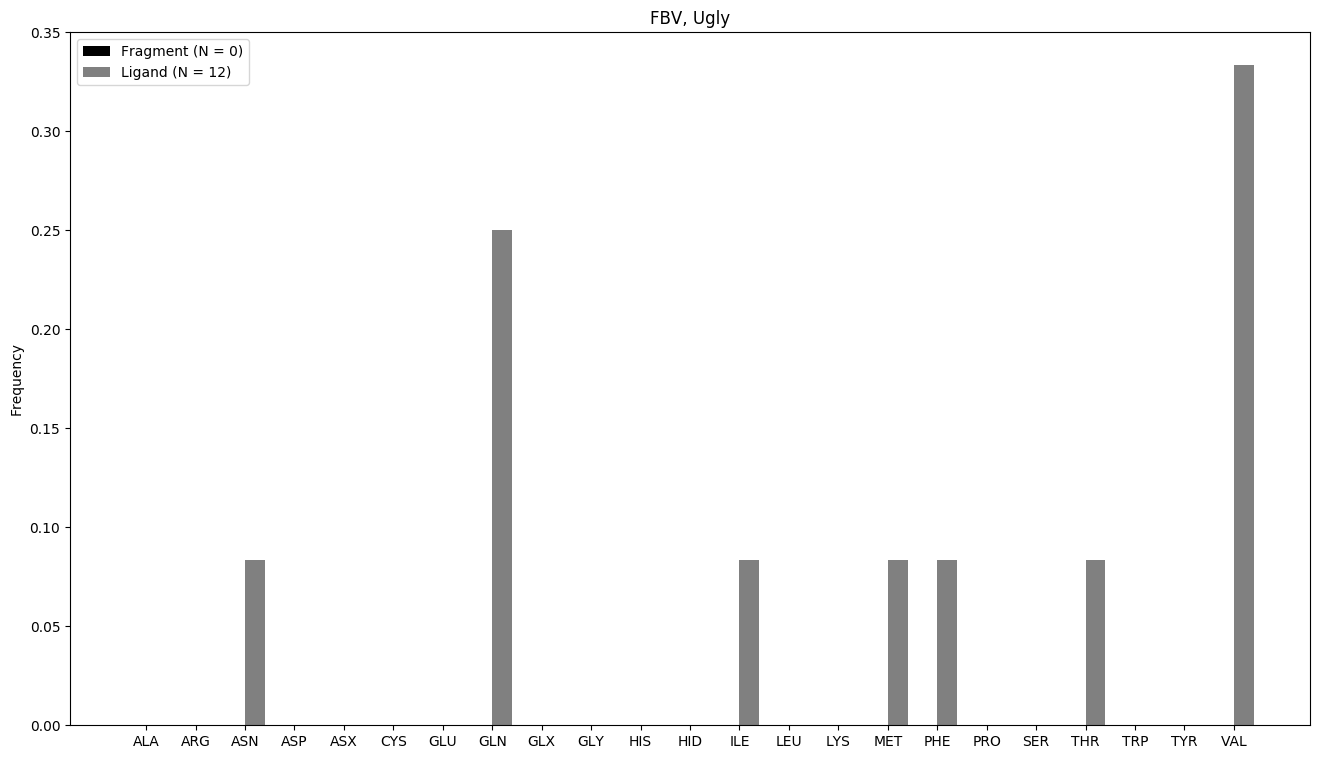 FBV, Ugly
Fragment (N = 0)
Ligand (N = 12)
Frequency
0.35
0.30
0.25
0.20
0.15
0.10
0.05
0.00
ALA ARG ASN ASP ASX CYS GLU GLN GLX GLY HIS HID ILE LEU LYS MET PHE PRO SER THR TRP TYR VAL